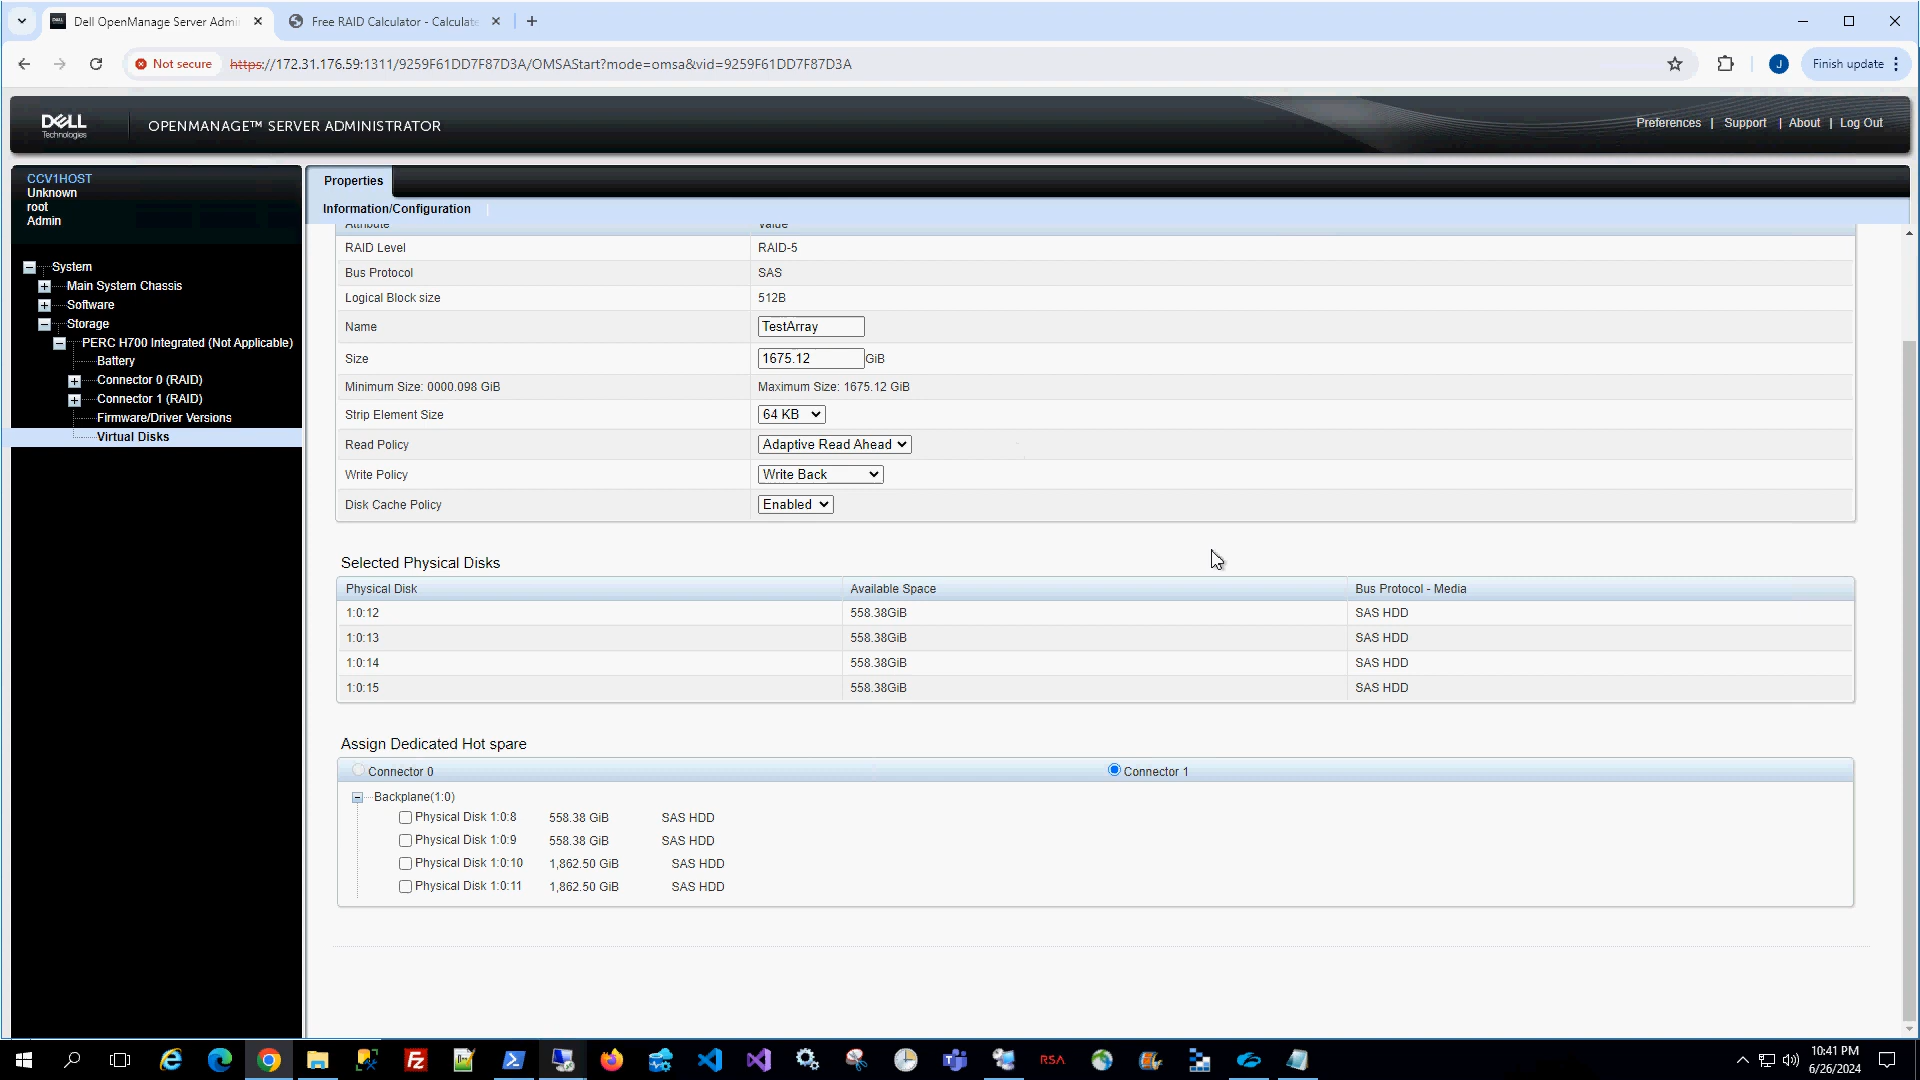 Dell OpenManage Server Admi
Free RAID Calculator - Calculate
Not secure
https://172.31.176.59:1311/9259F61DD7F87D3A/OMSAStart?mode=omsa&vid=9259F61DD7F87D3A
J
Finish update
DELL
Technologies
OPENMANAGE™ SERVER ADMINISTRATOR
Preferences | Support | About | Log Out
CCV1HOST
Unknown
root
Admin
System
Main System Chassis
Software
Storage
PERC H700 Integrated (Not Applicable)
Battery
Connector 0 (RAID)
Connector 1 (RAID)
Firmware/Driver Versions
Virtual Disks
Properties
Information/Configuration
Attribute Value
RAID Level RAID-5
Bus Protocol SAS
Logical Block size 512B
Name TestArray
Size 1675.12 GiB
Minimum Size: 0000.098 GiB Maximum Size: 1675.12 GiB
Strip Element Size 64 KB
Read Policy Adaptive Read Ahead
Write Policy Write Back
Disk Cache Policy Enabled
Selected Physical Disks
Physical Disk Available Space Bus Protocol - Media
1:0:12 558.38GiB SAS HDD
1:0:13 558.38GiB SAS HDD
1:0:14 558.38GiB SAS HDD
1:0:15 558.38GiB SAS HDD
Assign Dedicated Hot spare
Connector 0 Connector 1
Backplane(1:0)
Physical Disk 1:0:8 558.38 GiB SAS HDD
Physical Disk 1:0:9 558.38 GiB SAS HDD
Physical Disk 1:0:10 1,862.50 GiB SAS HDD
Physical Disk 1:0:11 1,862.50 GiB SAS HDD
RSA
10:41 PM
6/26/2024